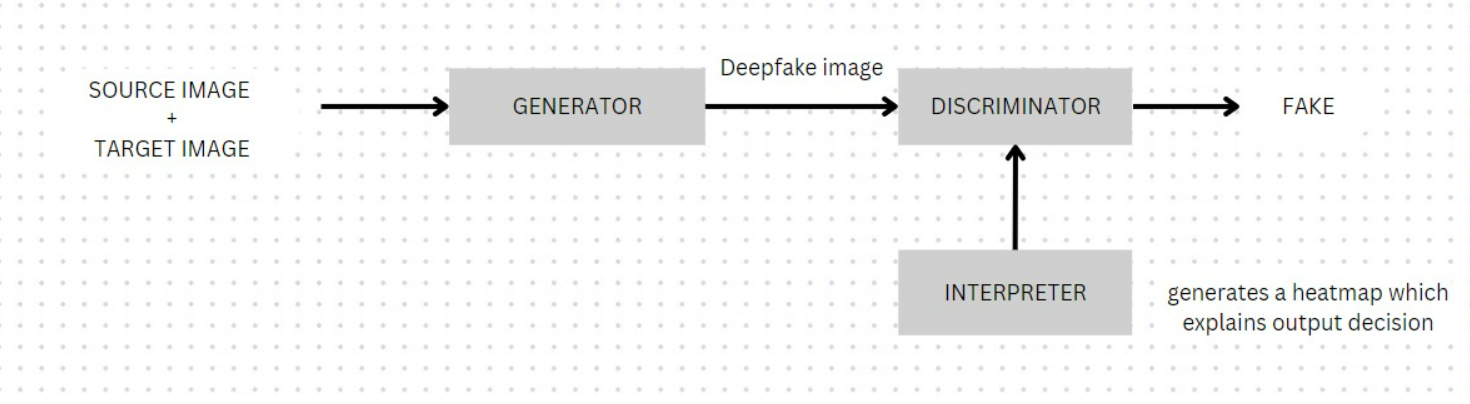 SOURCE IMAGE
+
TARGET IMAGE
GENERATOR
Deepfake image
DISCRIMINATOR
FAKE
INTERPRETER
generates a heatmap which
explains output decision